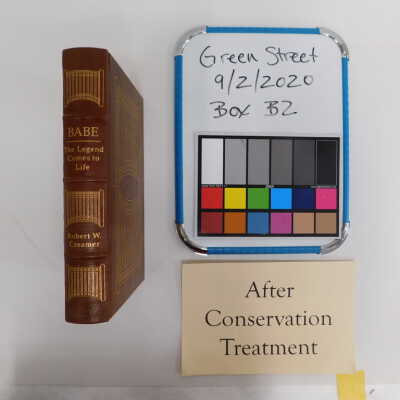 BABE
The Legend
Comes to
Life
Robert W.
Creamer
Green Street
9/2/2020
Box B2
After
Conservation
Treatment